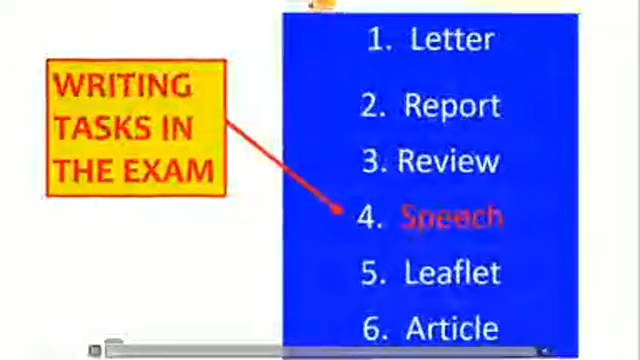 WRITING
TASKS IN
THE EXAM
1. Letter
2. Report
3. Review
4. Speech
5. Leaflet
6. Article